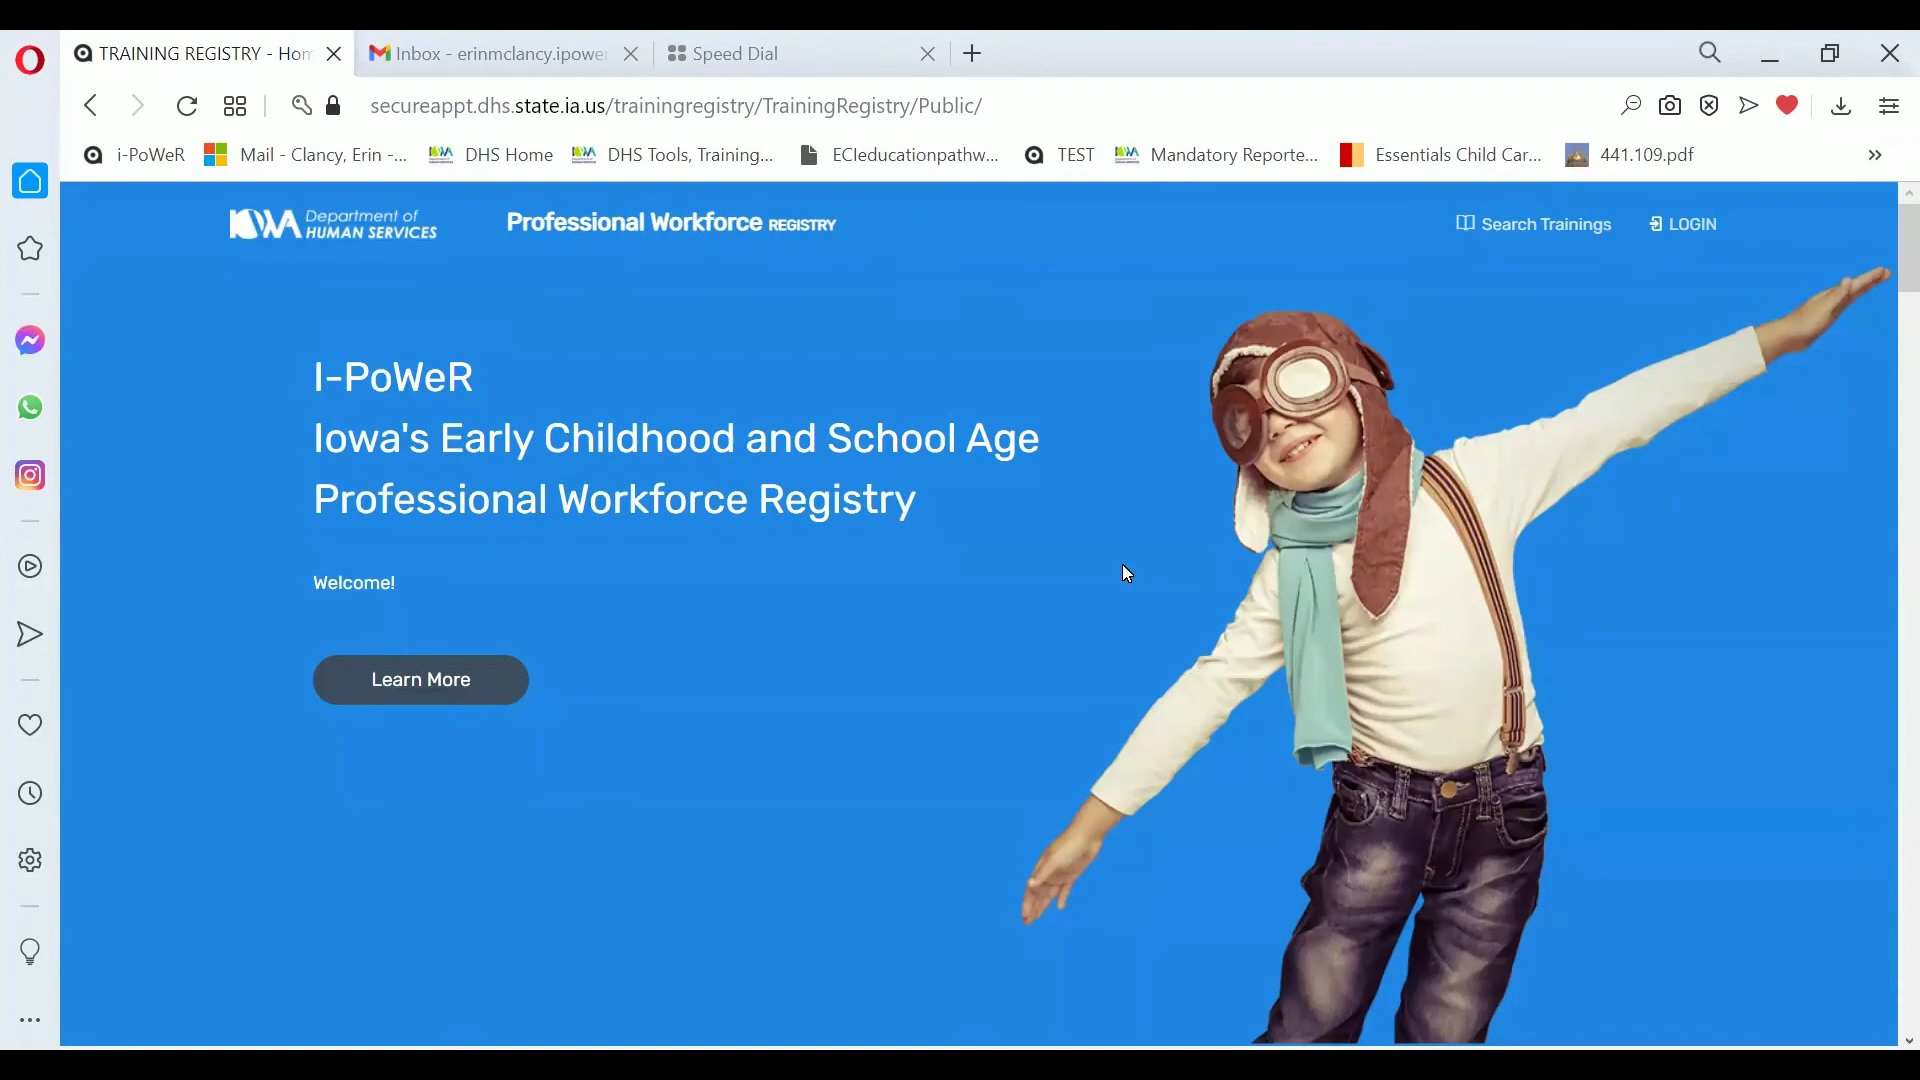 TRAINING REGISTRY - Hom
Inbox - erinmclancy.ipower
Speed Dial
secureappt.dhs.state.ia.us/trainingregistry/TrainingRegistry/Public/
i-PoWeR
Mail - Clancy, Erin -...
DHS Home
DHS Tools, Training...
ECIeducationpathw...
TEST
Mandatory Reporte...
Essentials Child Car...
441.109.pdf
IOWA Department of
HUMAN SERVICES
Professional Workforce REGISTRY
Search Trainings
LOGIN
I-PoWeR
Iowa's Early Childhood and School Age
Professional Workforce Registry
Welcome!
Learn More